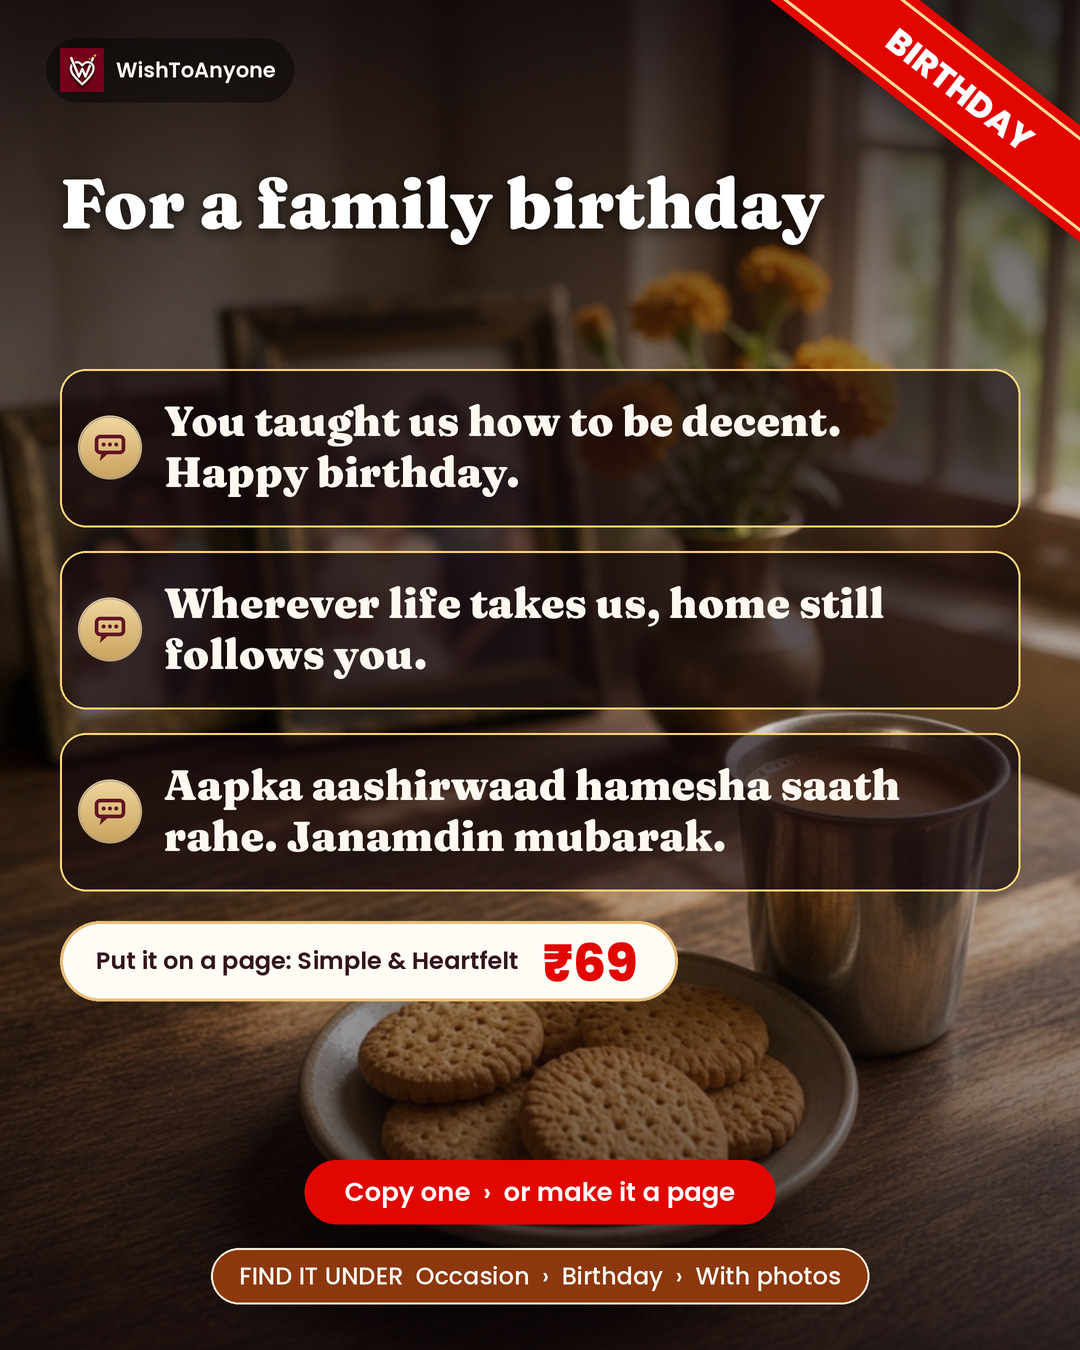 WishToAnyone
BIRTHDAY
For a family birthday
You taught us how to be decent.
Happy birthday.
Wherever life takes us, home still
follows you.
Aapka aashirwaad hamesha saath
rahe. Janamdin mubarak.
Put it on a page: Simple & Heartfelt ₹69
Copy one › or make it a page
FIND IT UNDER Occasion › Birthday › With photos